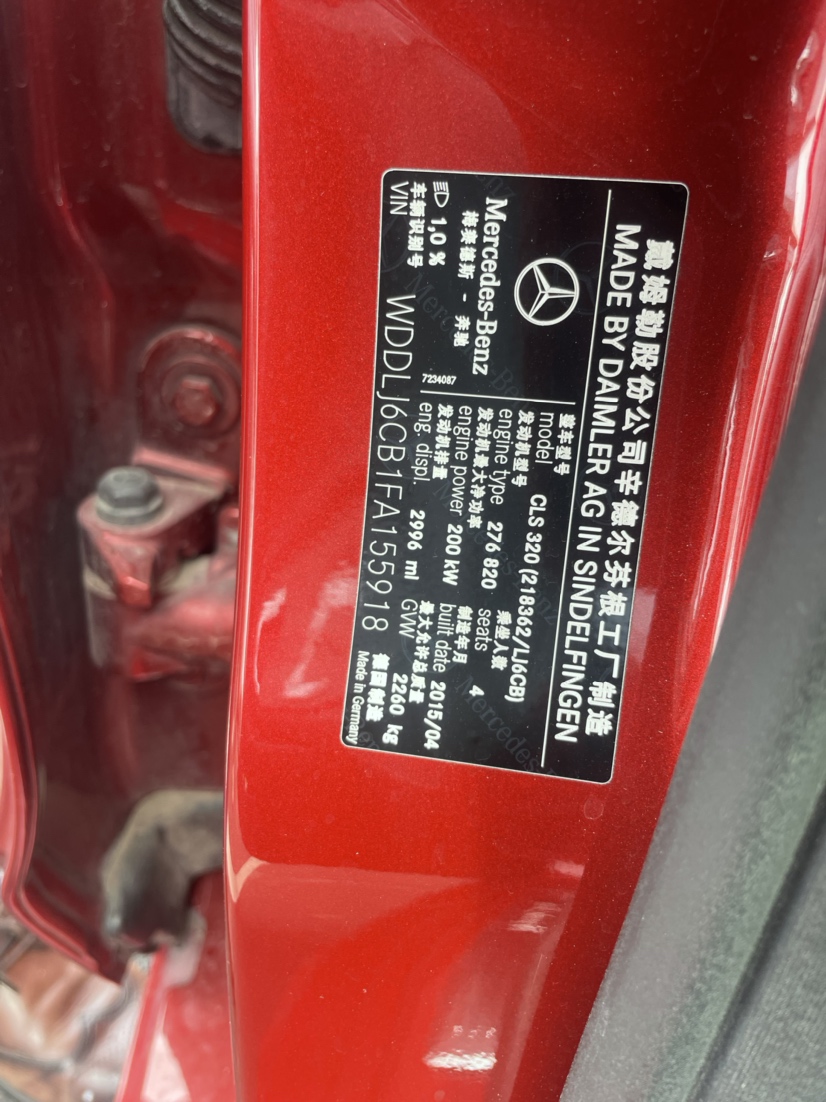 戴姆勒股份公司辛德尔芬根工厂制造
MADE BY DAIMLER AG IN SINDELFINGEN
Mercedes-Benz
梅赛德斯 - 奔驰
1,0 %
7234087
整车型号
model CLS 320 (218362/LJ6CB)
发动机型号 乘坐人数
engine type 276 820 seats 4
发动机最大净功率 制造年月
engine power 200 kW built date 2015/04
发动机排量 最大允许总质量
eng. displ. 2996 ml GVW 2260 kg
车辆识别号 德国制造
VIN WDDLJ6CB1FA155918 Made in Germany